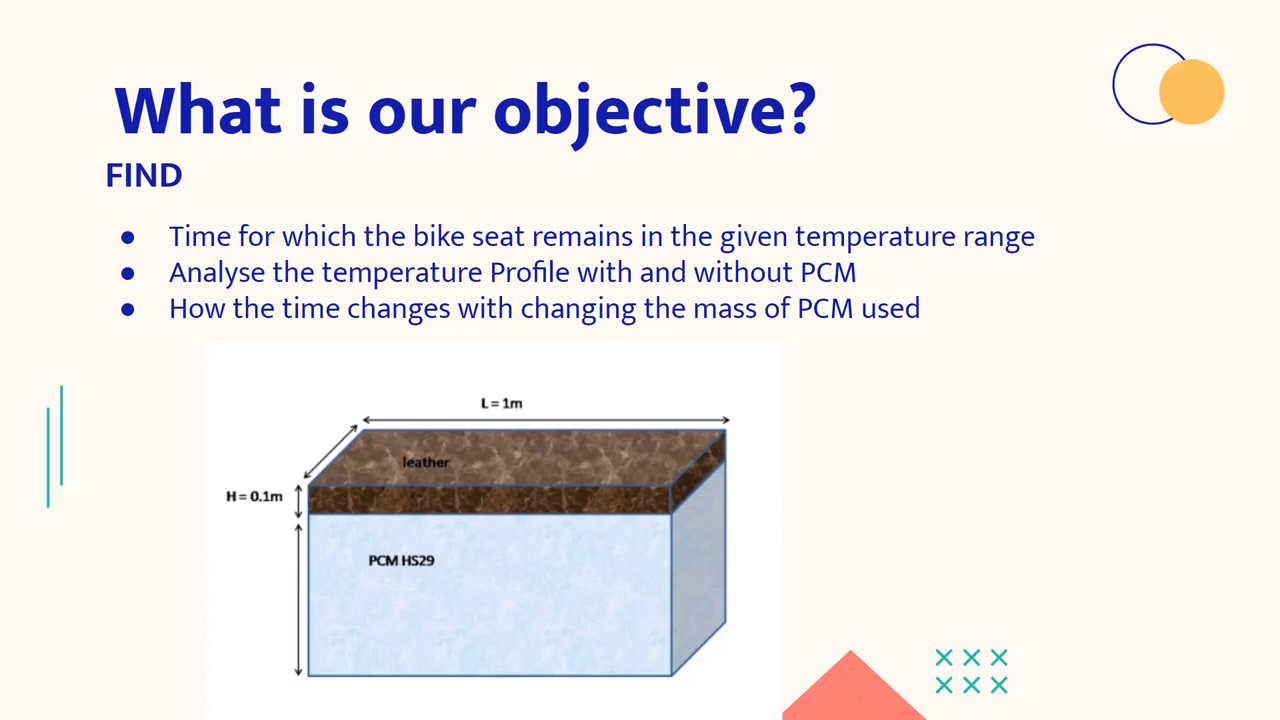 What is our objective?
FIND
● Time for which the bike seat remains in the given temperature range
● Analyse the temperature Profile with and without PCM
● How the time changes with changing the mass of PCM used
L = 1m
leather
H = 0.1m
PCM HS29